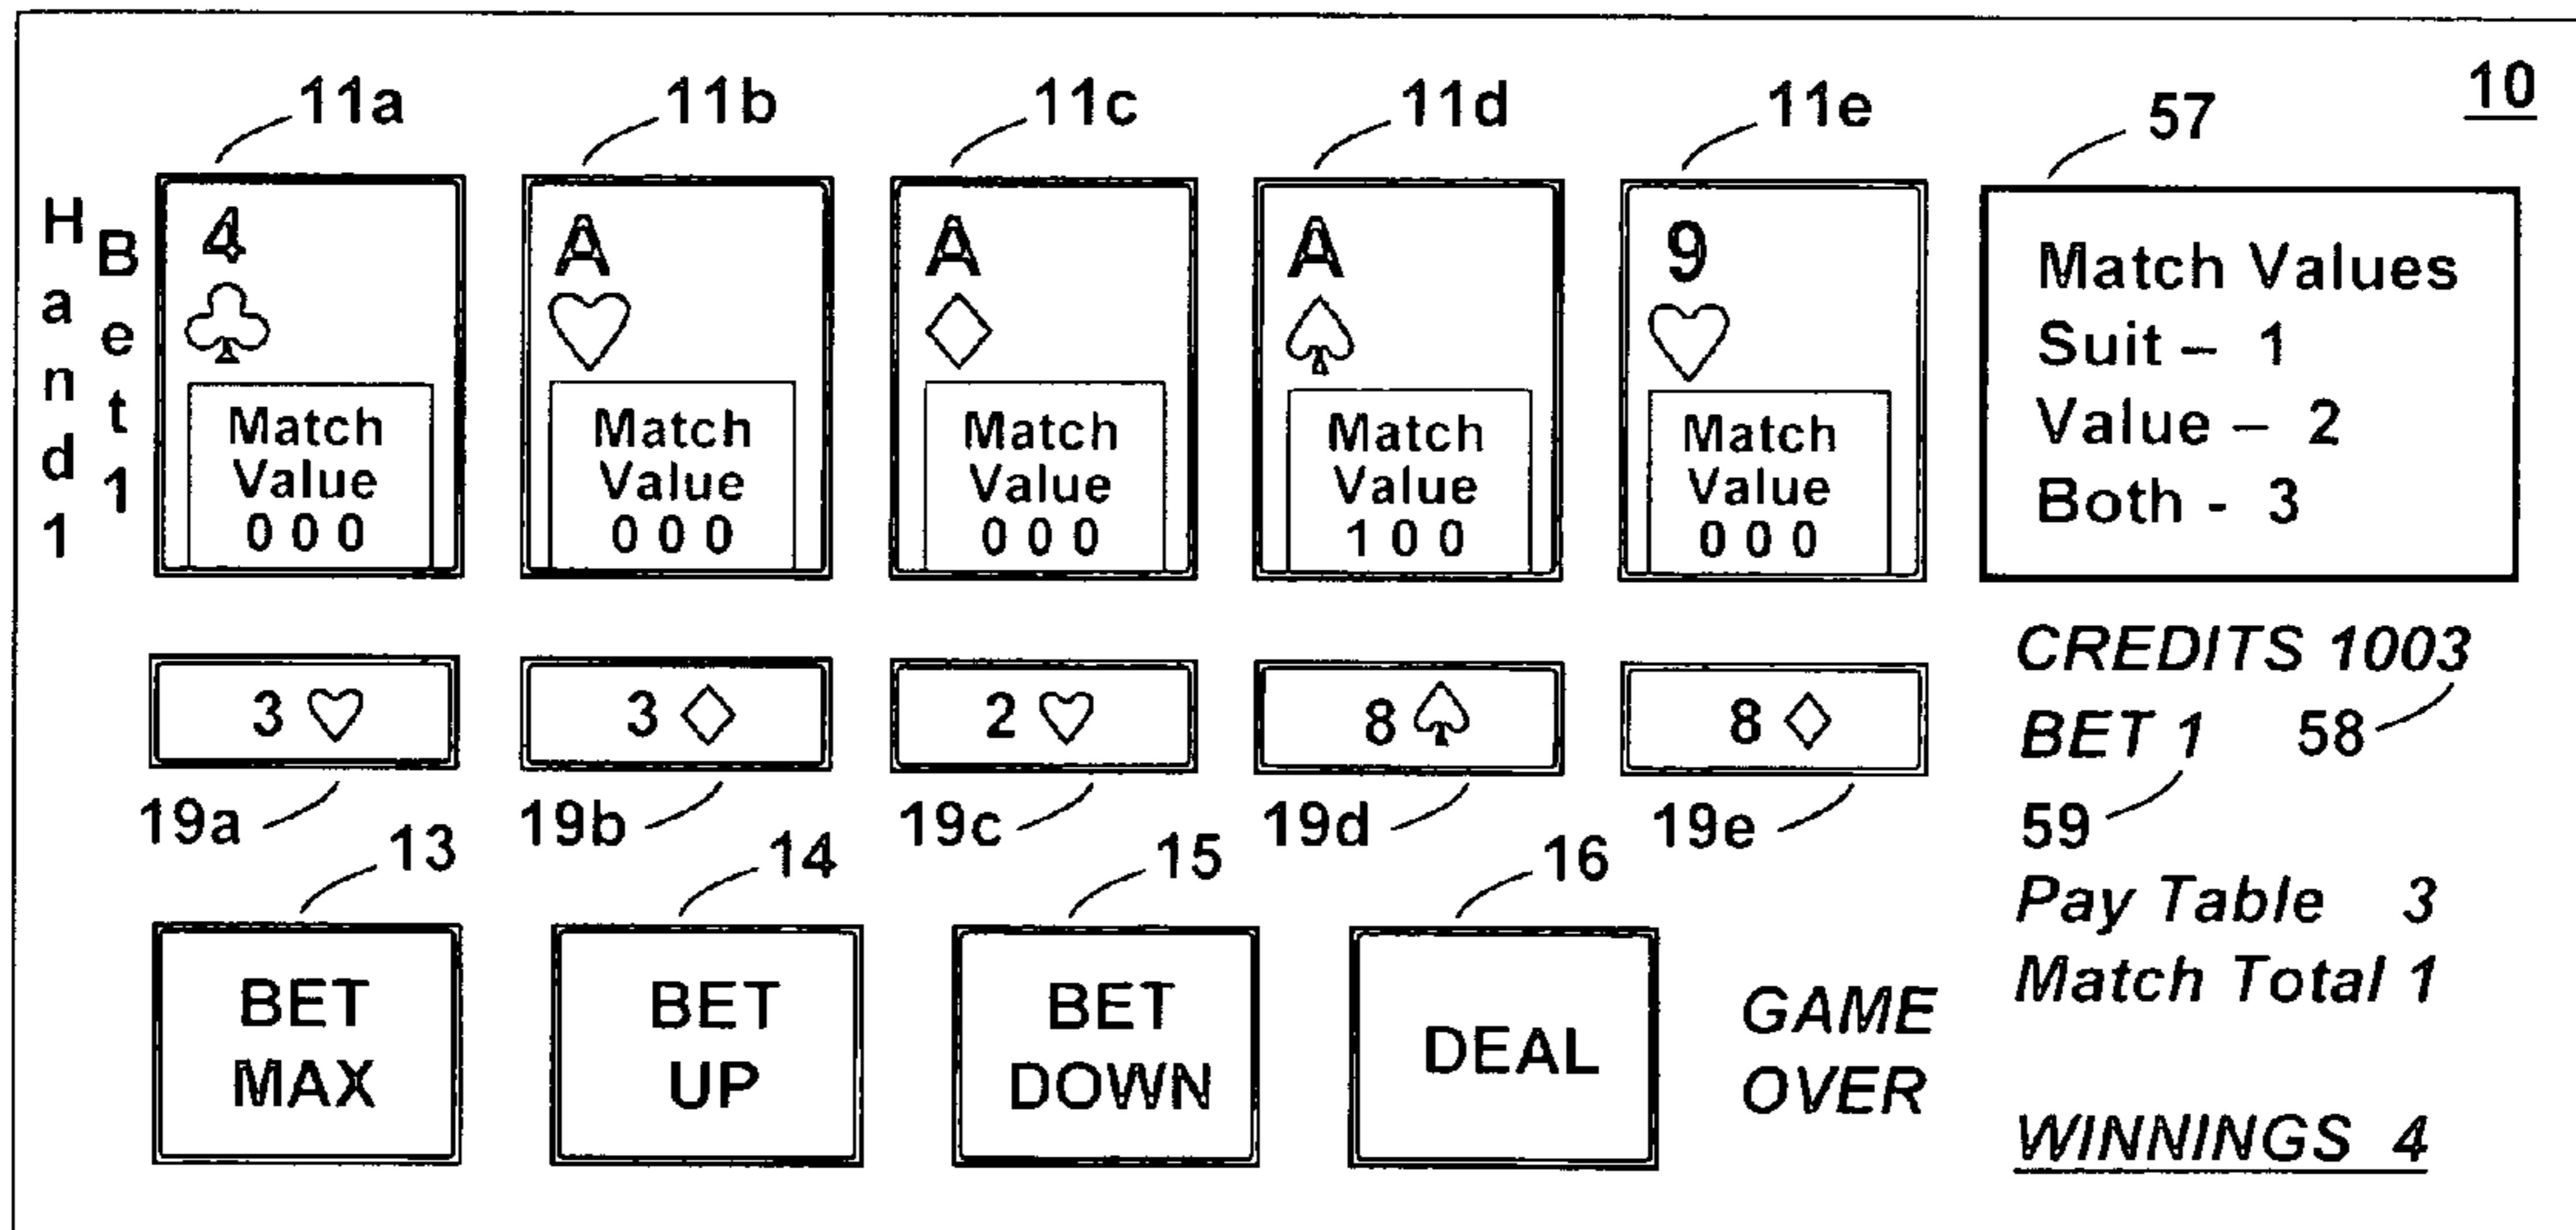 10
11a 11b 11c 11d 11e 57
Hand1
Bet1
4 A A A 9
Match Match Match Match Match
Value Value Value Value Value
0 0 0 0 0 0 0 0 0 1 0 0 0 0 0
Match Values
Suit – 1
Value – 2
Both - 3
3 3 2 8 8
19a 19b 19c 19d 19e
CREDITS 1003
BET 1 58
59
Pay Table 3
Match Total 1
WINNINGS 4
13 14 15 16
BET
MAX
BET
UP
BET
DOWN
DEAL
GAME
OVER